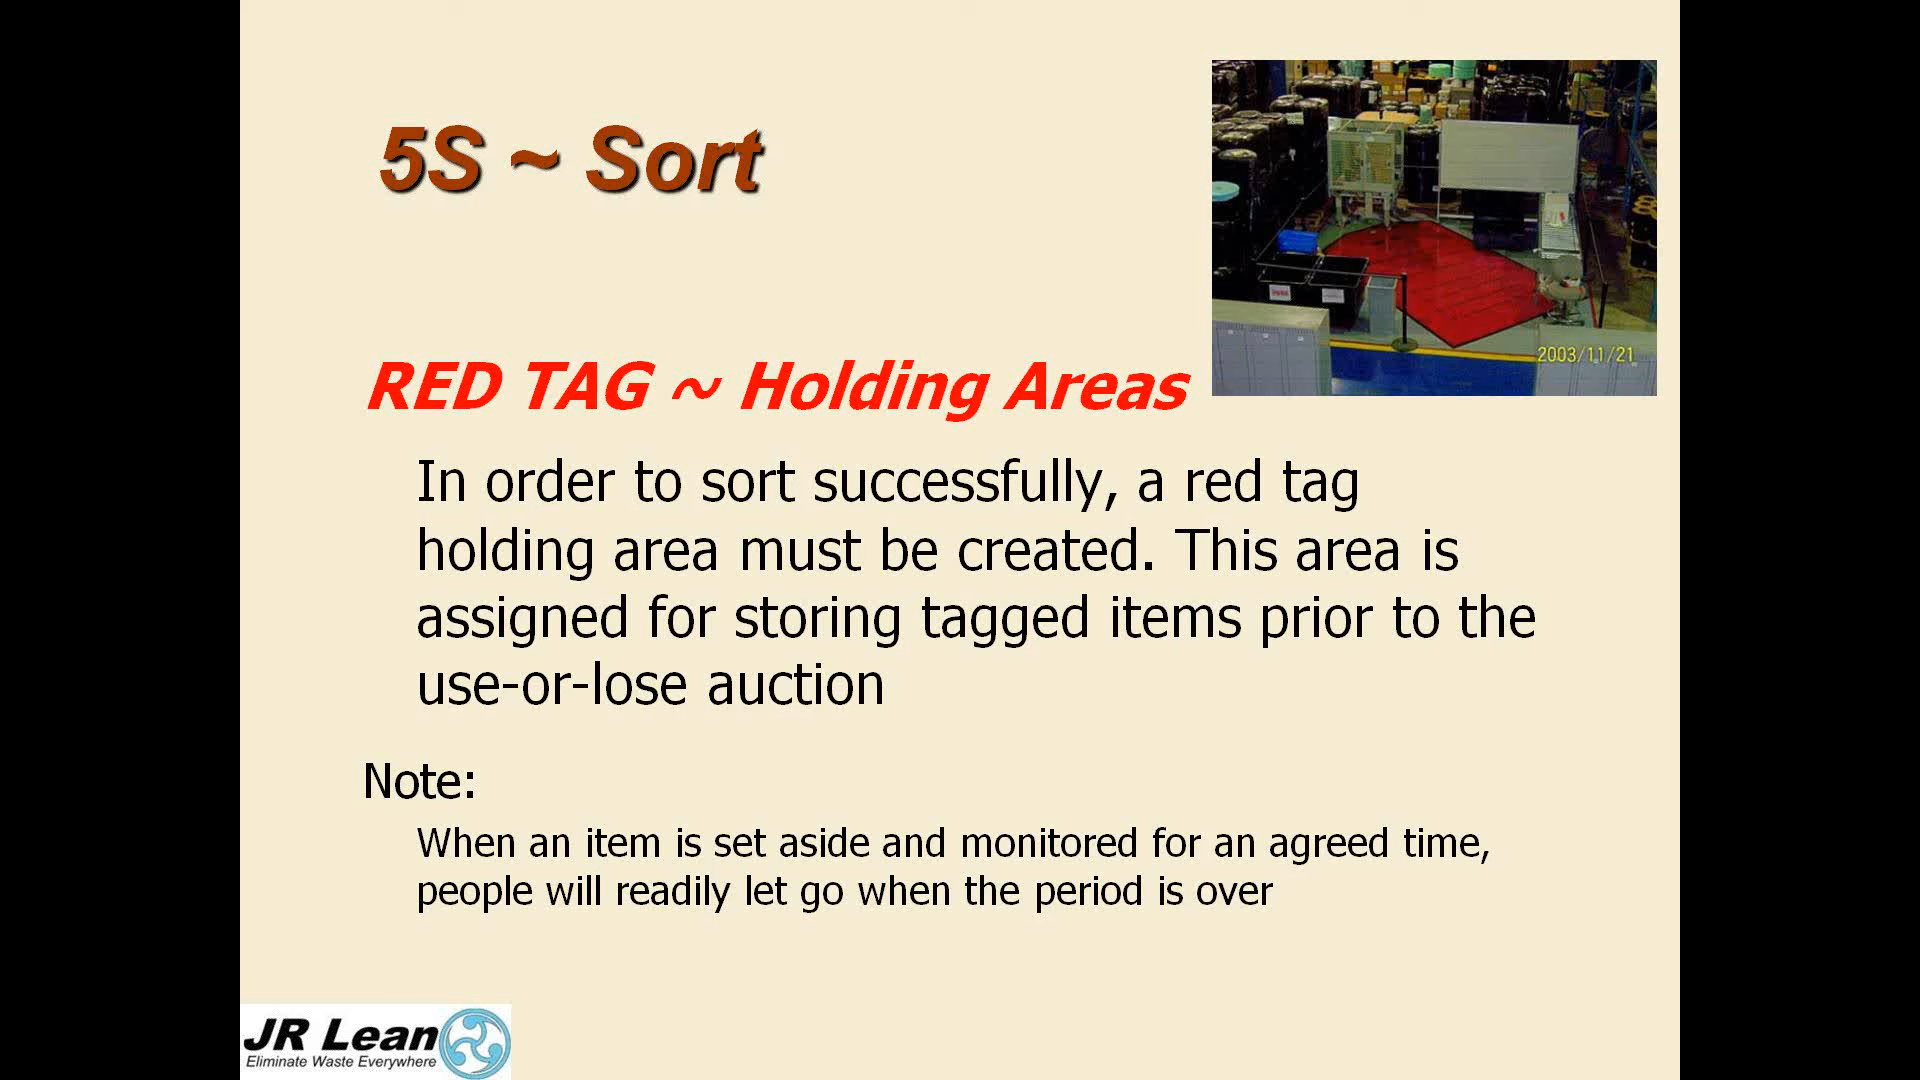 5S ~ Sort
2003/11/21
RED TAG ~ Holding Areas
In order to sort successfully, a red tag
holding area must be created. This area is
assigned for storing tagged items prior to the
use-or-lose auction
Note:
When an item is set aside and monitored for an agreed time,
people will readily let go when the period is over
JR Lean
Eliminate Waste Everywhere